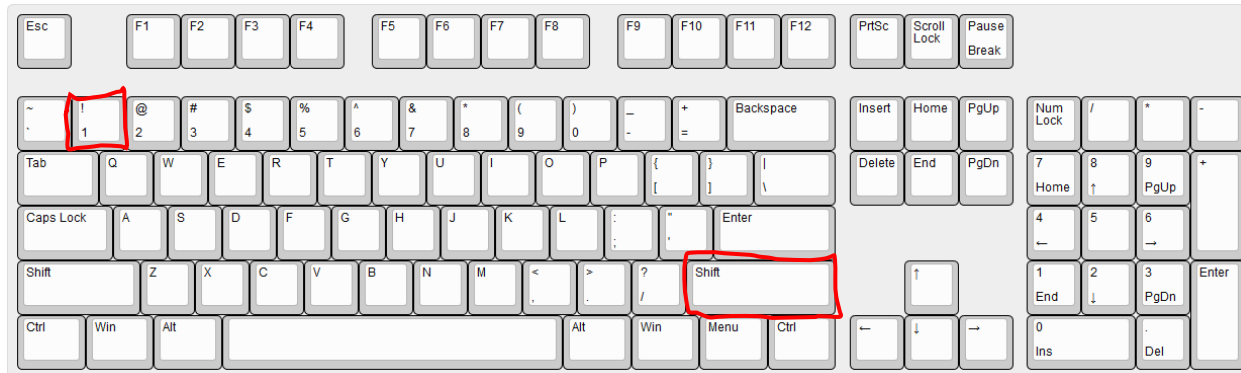 Esc F1 F2 F3 F4 F5 F6 F7 F8 F9 F10 F11 F12 PrtSc Scroll Lock Pause Break
~ ` ! 1 @ 2 # 3 $ 4 % 5 ^ 6 & 7 * 8 ( 9 ) 0 _ - + = Backspace Insert Home PgUp Num Lock / * -
Tab Q W E R T Y U I O P { [ } ] | \ Delete End PgDn 7 Home 8 ↑ 9 PgUp +
Caps Lock A S D F G H J K L : ; " ' Enter 4 ← 5 6 →
Shift Z X C V B N M < , > . ? / Shift ↑ 1 End 2 ↓ 3 PgDn Enter
Ctrl Win Alt Alt Win Menu Ctrl ← ↓ → 0 Ins . Del